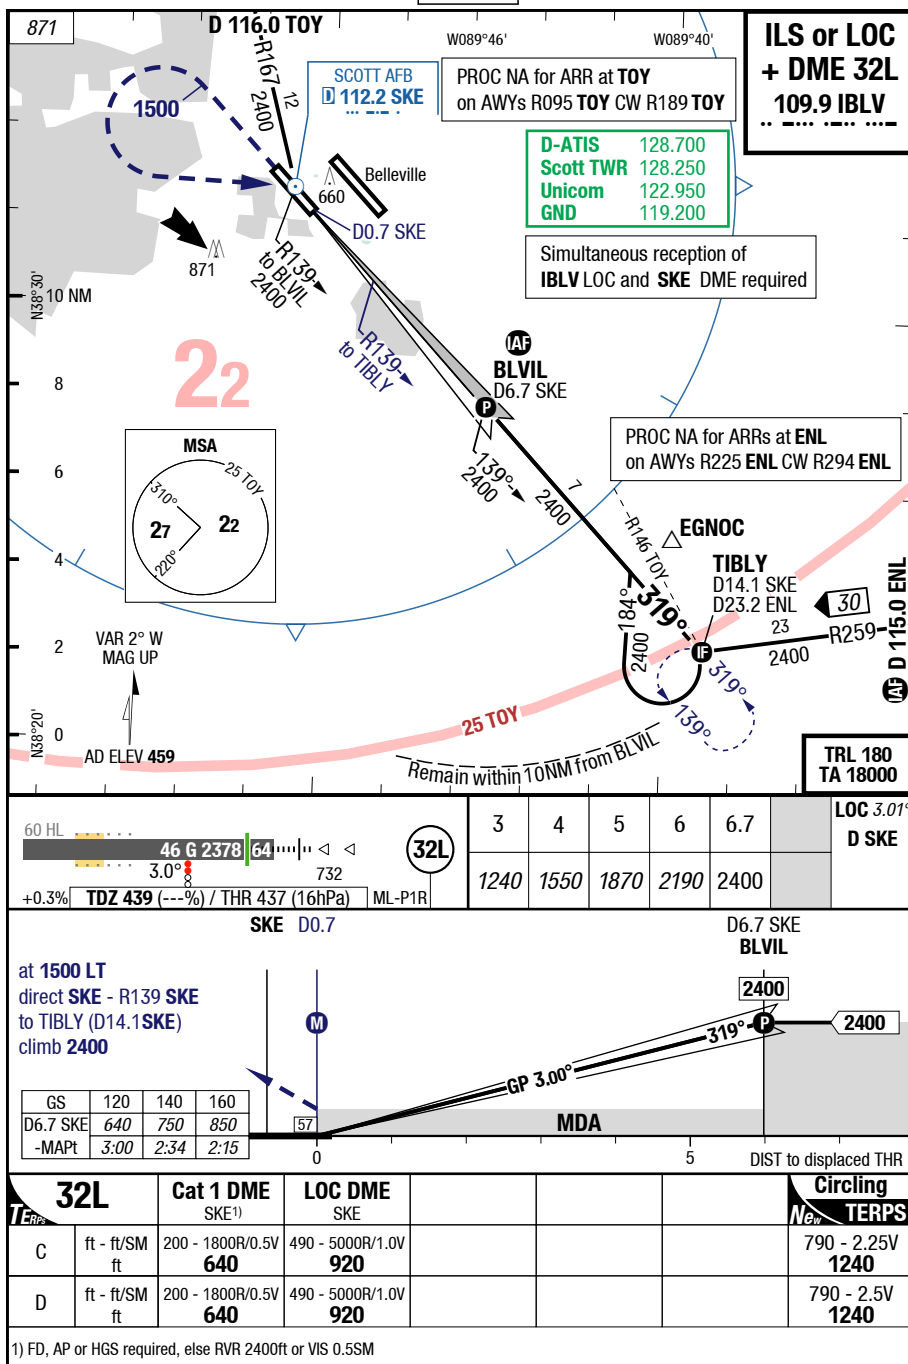 871
D 116.0 TOY
W089°46'
W089°40'
ILS or LOC
+ DME 32L
109.9 IBLV
R167
12
2400
SCOTT AFB
D 112.2 SKE
PROC NA for ARR at TOY
on AWYs R095 TOY CW R189 TOY
1500
D-ATIS 128.700
Scott TWR 128.250
Unicom 122.950
GND 119.200
Belleville
660
D0.7 SKE
871
R139
to BLVIL
2400
Simultaneous reception of
IBLV LOC and SKE DME required
N38°30'
10 NM
R139
to TIBLY
IAF
BLVIL
D6.7 SKE
P
22
8
PROC NA for ARRs at ENL
on AWYs R225 ENL CW R294 ENL
MSA
25 TOY
310°
27
22
220°
6
139°
2400
7
2400
R146 TOY
EGNOC
4
TIBLY
D14.1 SKE
D23.2 ENL
319°
30
23
2400
R259
IAF D 115.0 ENL
184°
2400
IF
319°
139°
VAR 2° W
MAG UP
2
N38°20'
0
AD ELEV 459
25 TOY
Remain within 10NM from BLVIL
TRL 180
TA 18000
60 HL
46 G 2378 64
3.0°
732
32L
+0.3%
TDZ 439 (---%) / THR 437 (16hPa)
ML-P1R
3 4 5 6 6.7 LOC 3.01°
D SKE
1240 1550 1870 2190 2400
SKE D0.7
D6.7 SKE
BLVIL
at 1500 LT
direct SKE - R139 SKE
to TIBLY (D14.1SKE)
climb 2400
M
2400
P
2400
319°
GP 3.00°
MDA
57
GS 120 140 160
D6.7 SKE 640 750 850
-MAPt 3:00 2:34 2:15
0
5
DIST to displaced THR
TERPS 32L
Cat 1 DME
SKE1)
LOC DME
SKE
Circling
New TERPS
C ft - ft/SM 200 - 1800R/0.5V 490 - 5000R/1.0V 790 - 2.25V
ft 640 920 1240
D ft - ft/SM 200 - 1800R/0.5V 490 - 5000R/1.0V 790 - 2.5V
ft 640 920 1240
1) FD, AP or HGS required, else RVR 2400ft or VIS 0.5SM